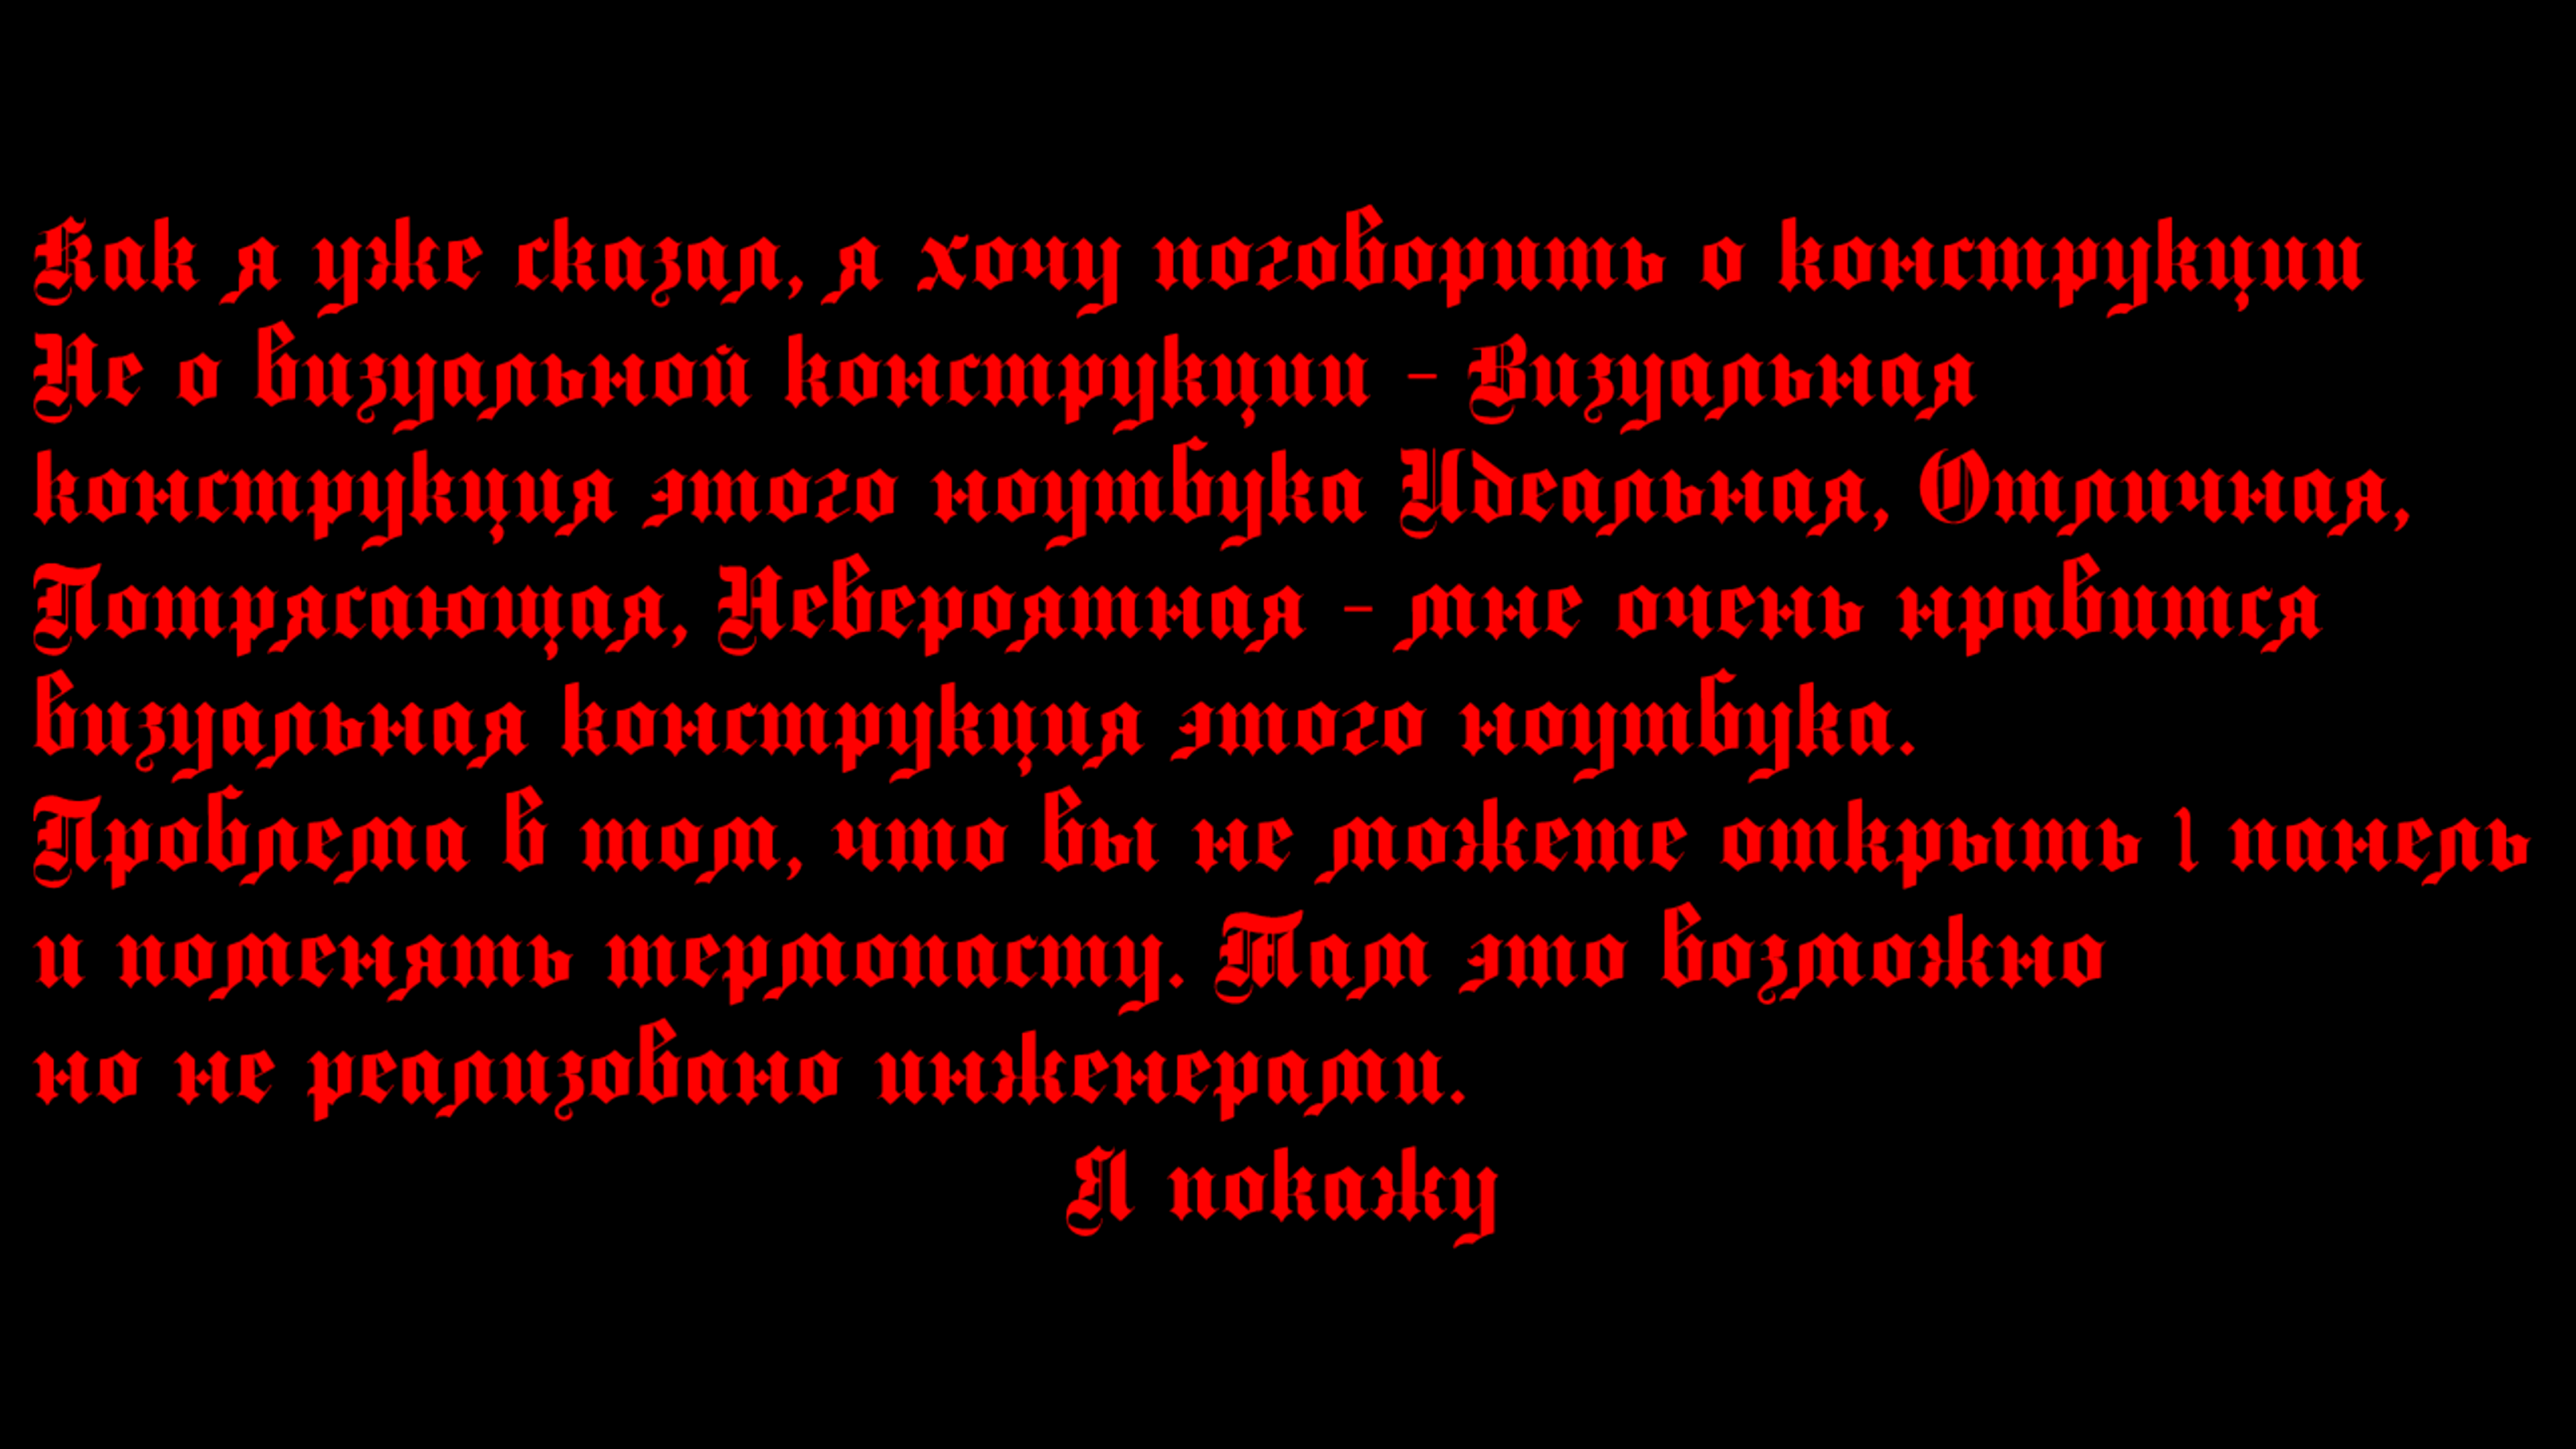 Как я уже сказал, я хочу поговорить о конструкции
Не о визуальной конструкции - Визуальная
конструкция этого ноутбука Идеальная, Отличная,
Потрясающая, Невероятная - мне очень нравится
визуальная конструкция этого ноутбука.
Проблема в том, что вы не можете открыть 1 панель
и поменять термопасту. Там это возможно
но не реализовано инженерами.
Я покажу